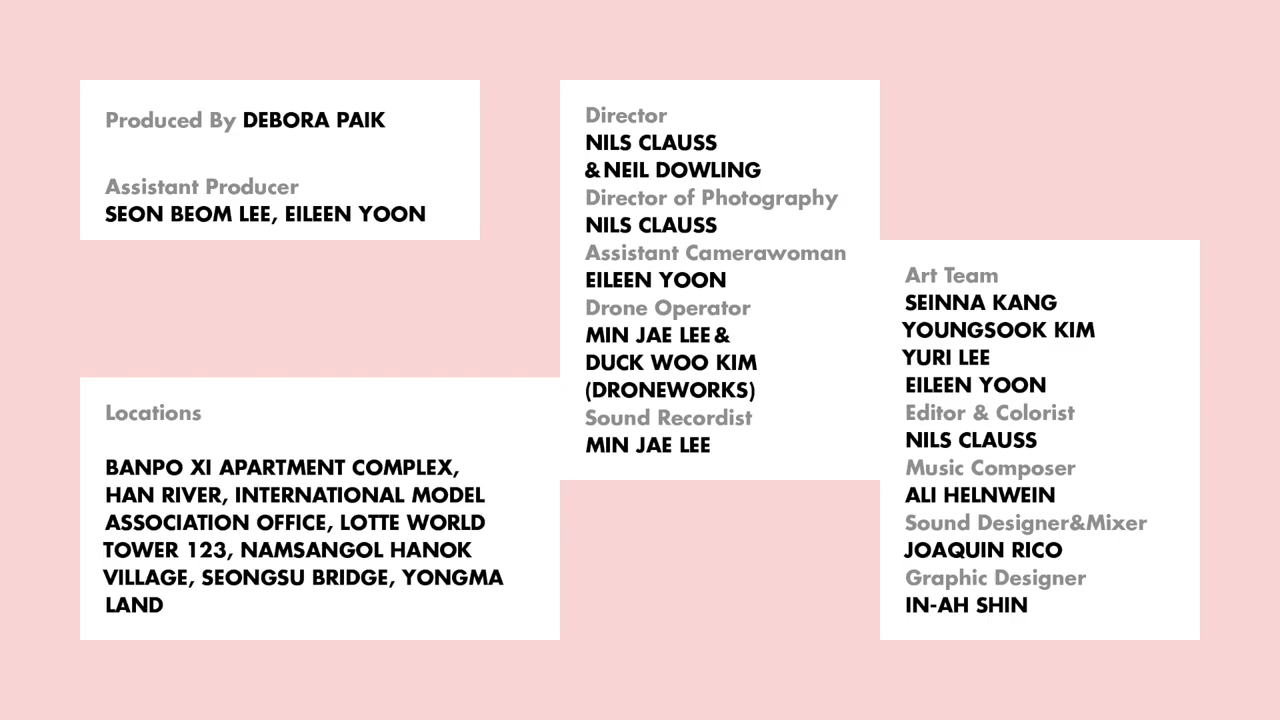 Produced By DEBORA PAIK
Assistant Producer
SEON BEOM LEE, EILEEN YOON
Locations
BANPO XI APARTMENT COMPLEX,
HAN RIVER, INTERNATIONAL MODEL
ASSOCIATION OFFICE, LOTTE WORLD
TOWER 123, NAMSANGOL HANOK
VILLAGE, SEONGSU BRIDGE, YONGMA
LAND
Director
NILS CLAUSS
& NEIL DOWLING
Director of Photography
NILS CLAUSS
Assistant Camerawoman
EILEEN YOON
Drone Operator
MIN JAE LEE &
DUCK WOO KIM
(DRONEWORKS)
Sound Recordist
MIN JAE LEE
Art Team
SEINNA KANG
YOUNGSOOK KIM
YURI LEE
EILEEN YOON
Editor & Colorist
NILS CLAUSS
Music Composer
ALI HELNWEIN
Sound Designer&Mixer
JOAQUIN RICO
Graphic Designer
IN-AH SHIN